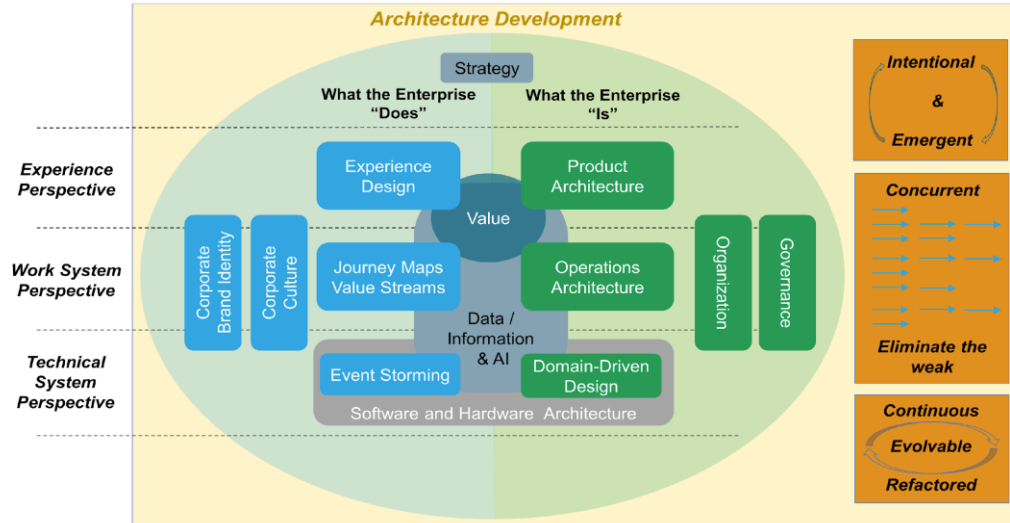 Architecture Development
Strategy
What the Enterprise
“Does”
What the Enterprise
“Is”
Experience
Perspective
Work System
Perspective
Technical
System
Perspective
Experience
Design
Product
Architecture
Value
Corporate
Brand Identity
Corporate
Culture
Journey Maps
Value Streams
Operations
Architecture
Organization
Governance
Data /
Information
& AI
Event Storming
Domain-Driven
Design
Software and Hardware Architecture
Intentional
&
Emergent
Concurrent
Eliminate the
weak
Continuous
Evolvable
Refactored